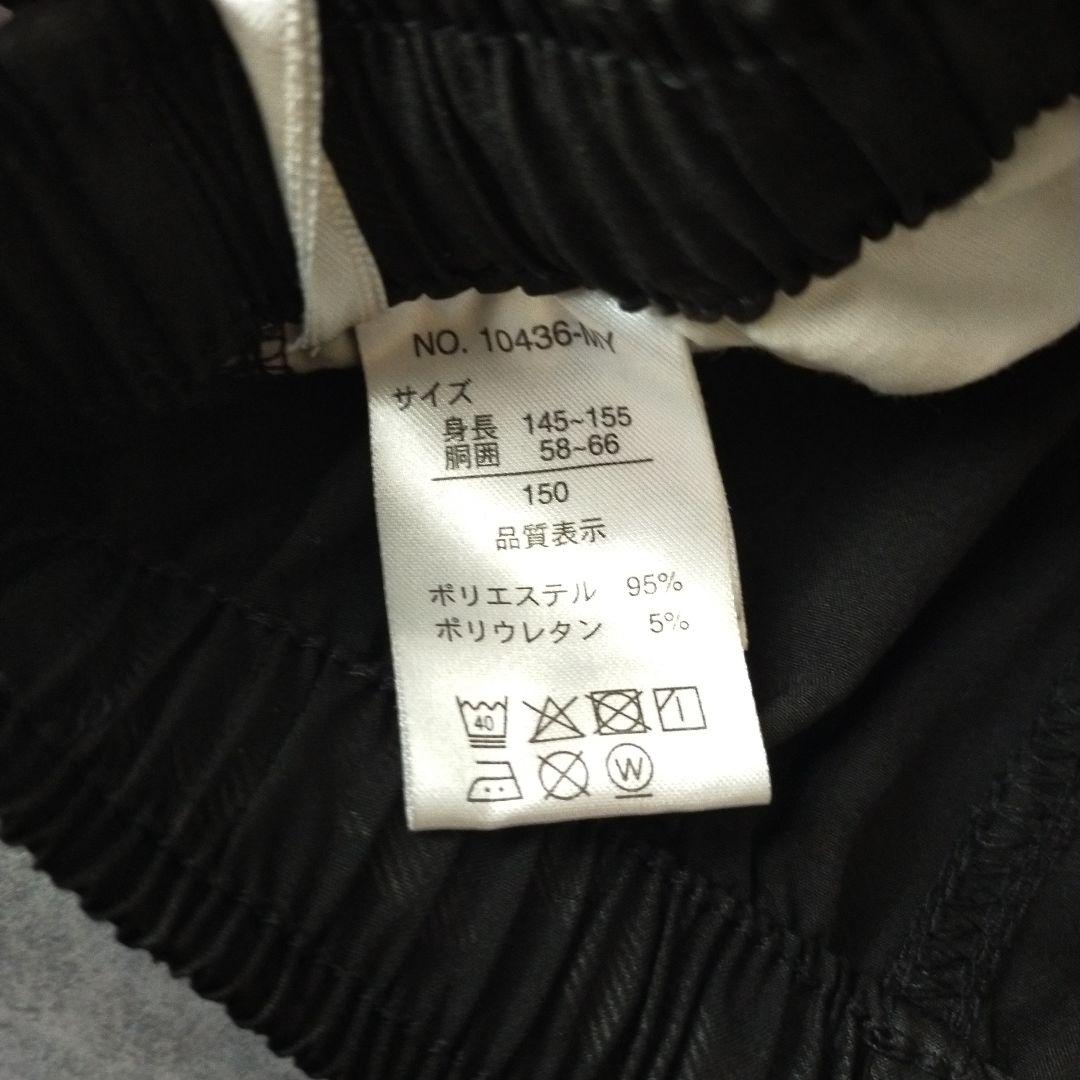 NO. 10436-MY
サイズ
身長 145~155
胴囲 58~66
150
品質表示
ポリエステル 95%
ポリウレタン 5%
40
W